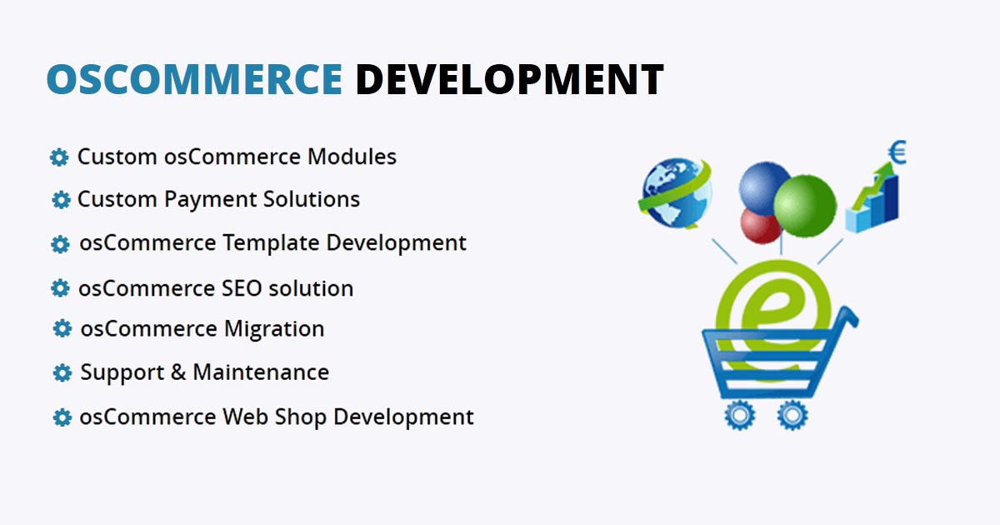 OSCOMMERCE DEVELOPMENT
Custom osCommerce Modules
Custom Payment Solutions
osCommerce Template Development
osCommerce SEO solution
osCommerce Migration
Support & Maintenance
osCommerce Web Shop Development
€
e